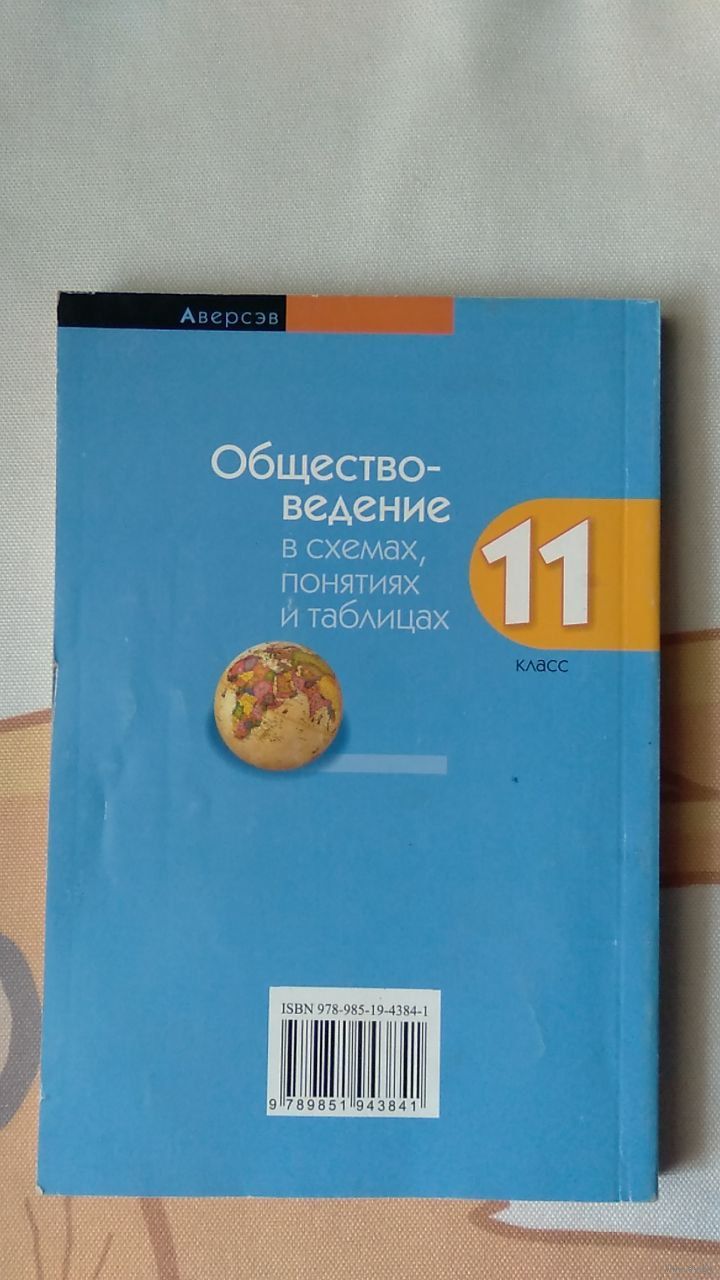 Аверсэв
Общество-
ведение
в схемах,
понятиях
и таблицах
11
класс
ISBN 978-985-19-4384-1
9 789851 943841